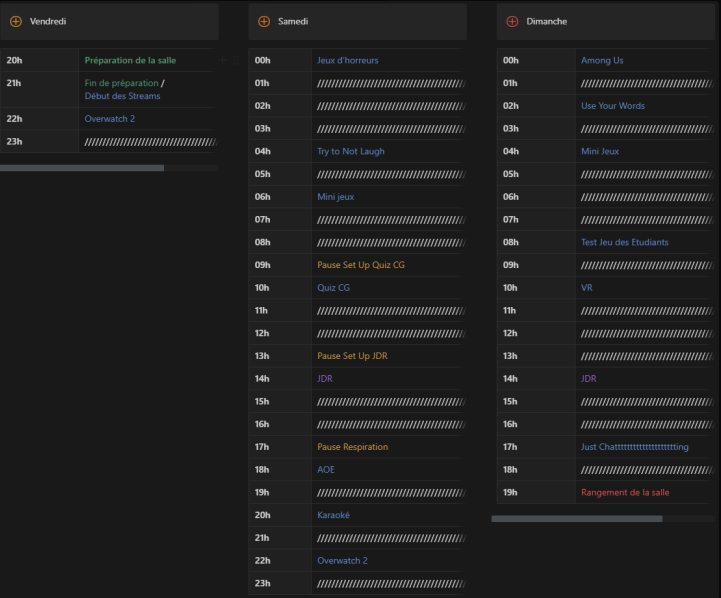 Vendredi
20h Préparation de la salle
21h Fin de préparation /
Début des Streams
22h Overwatch 2
23h ///////////////////////////////////
Samedi
00h Jeux d'horreurs
01h ///////////////////////////////////////
02h ///////////////////////////////////////
03h ///////////////////////////////////////
04h Try to Not Laugh
05h ///////////////////////////////////////
06h Mini jeux
07h ///////////////////////////////////////
08h ///////////////////////////////////////
09h Pause Set Up Quiz CG
10h Quiz CG
11h ///////////////////////////////////////
12h ///////////////////////////////////////
13h Pause Set Up JDR
14h JDR
15h ///////////////////////////////////////
16h ///////////////////////////////////////
17h Pause Respiration
18h AOE
19h ///////////////////////////////////////
20h Karaoké
21h ///////////////////////////////////////
22h Overwatch 2
23h ///////////////////////////////////////
Dimanche
00h Among Us
01h ///////////////////////////////////
02h Use Your Words
03h ///////////////////////////////////
04h Mini Jeux
05h ///////////////////////////////////
06h ///////////////////////////////////
07h ///////////////////////////////////
08h Test Jeu des Etudiants
09h ///////////////////////////////////
10h VR
11h ///////////////////////////////////
12h ///////////////////////////////////
13h ///////////////////////////////////
14h JDR
15h ///////////////////////////////////
16h ///////////////////////////////////
17h Just Chatttttttttttttttttttting
18h ///////////////////////////////////
19h Rangement de la salle